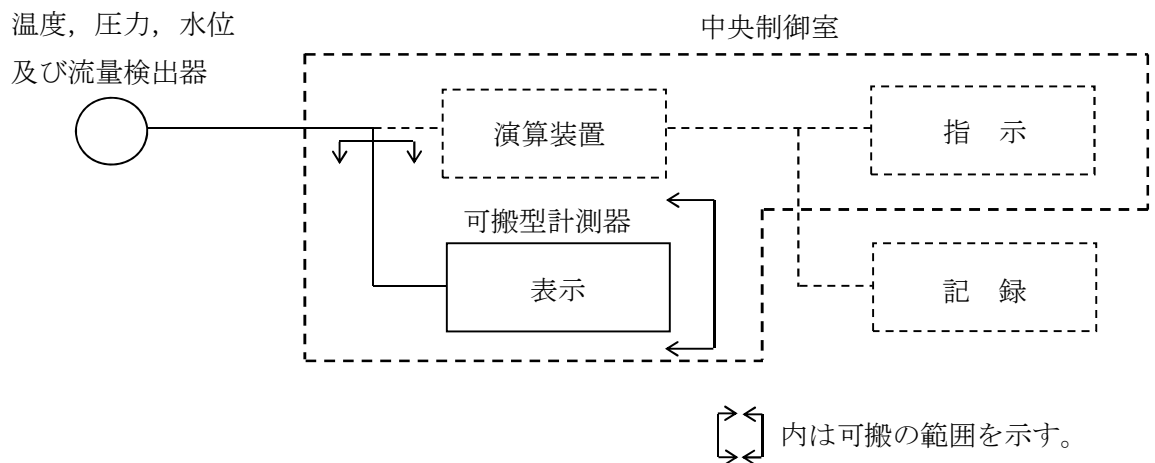 温度，圧力，水位
及び流量検出器
中央制御室
演算装置
指　示
可搬型計測器
表示
記　録
内は可搬の範囲を示す。